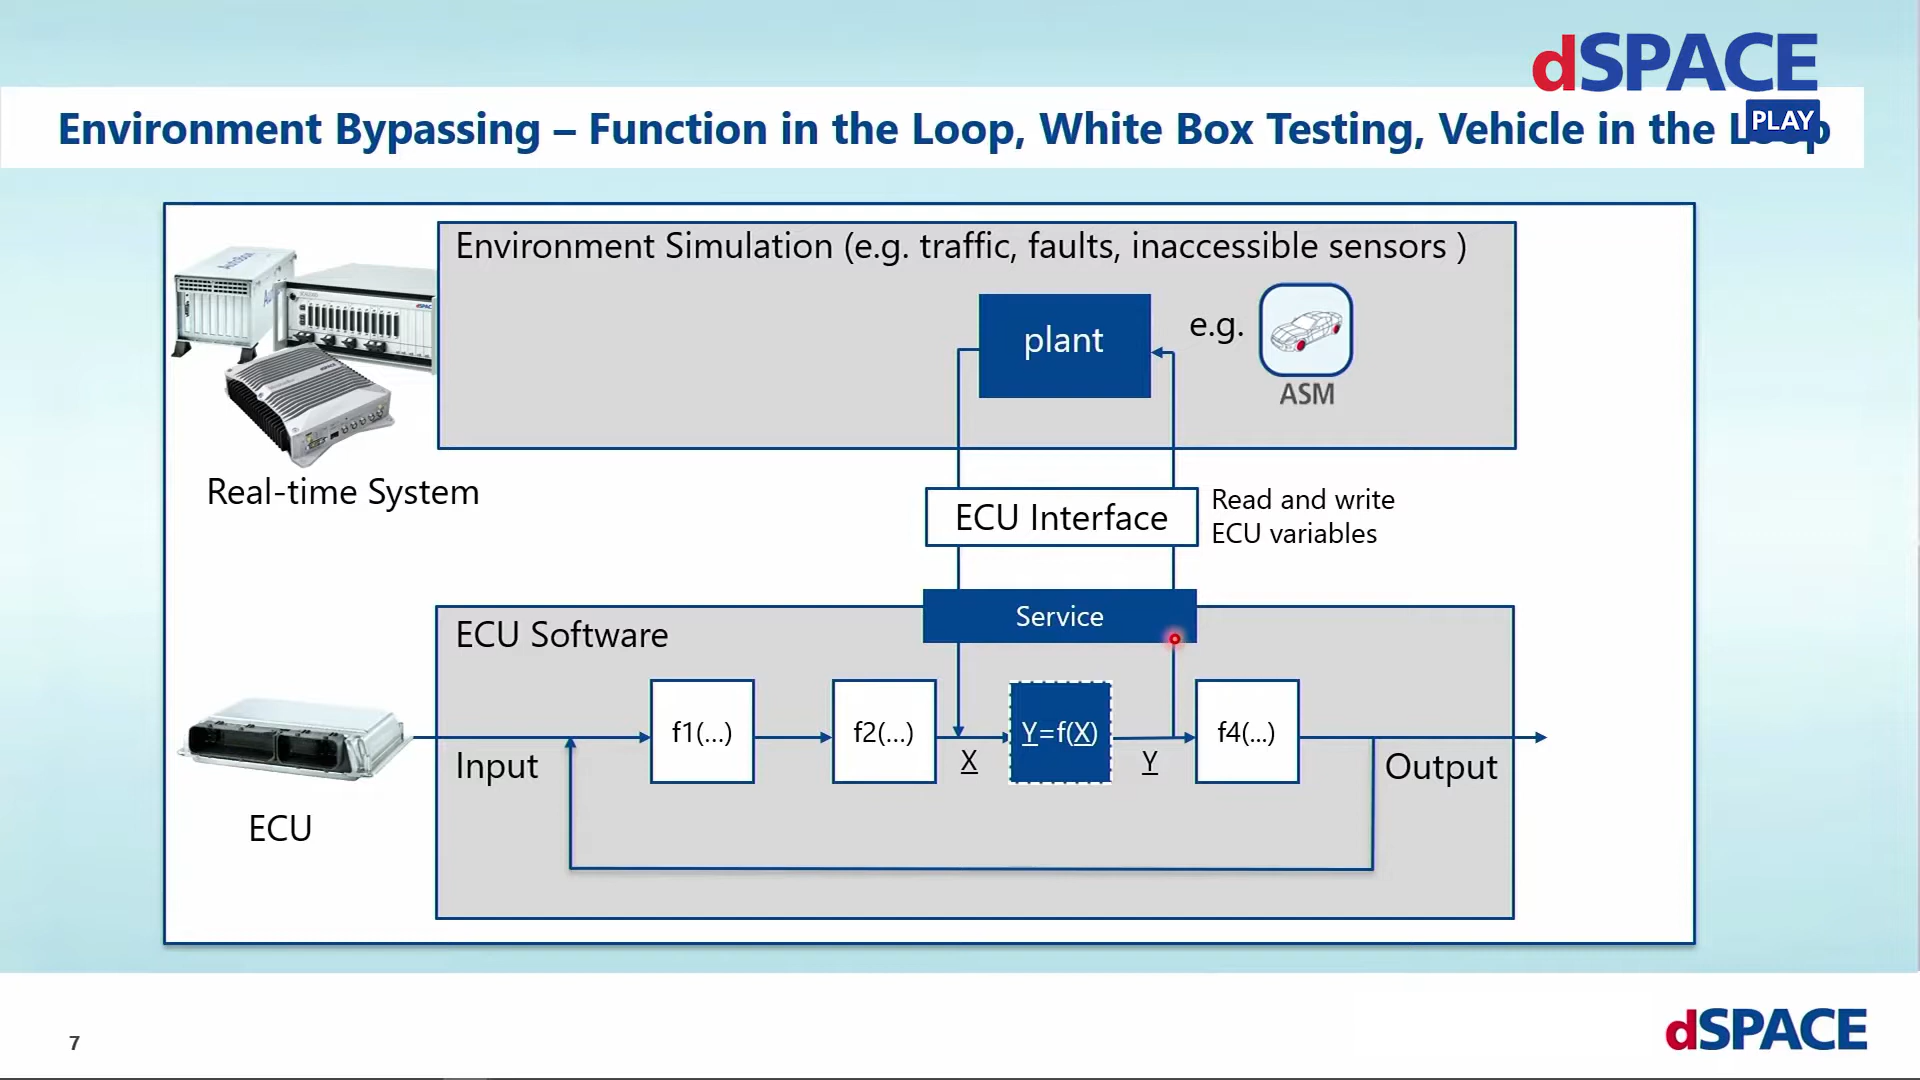 dSPACE
PLAY
Environment Bypassing – Function in the Loop, White Box Testing, Vehicle in the Loop
Environment Simulation (e.g. traffic, faults, inaccessible sensors )
plant
e.g.
ASM
Real-time System
ECU Interface
Read and write
ECU variables
Service
ECU Software
f1(...)
f2(...)
Y=f(X)
f4(...)
Input
X
Y
Output
ECU
7
dSPACE